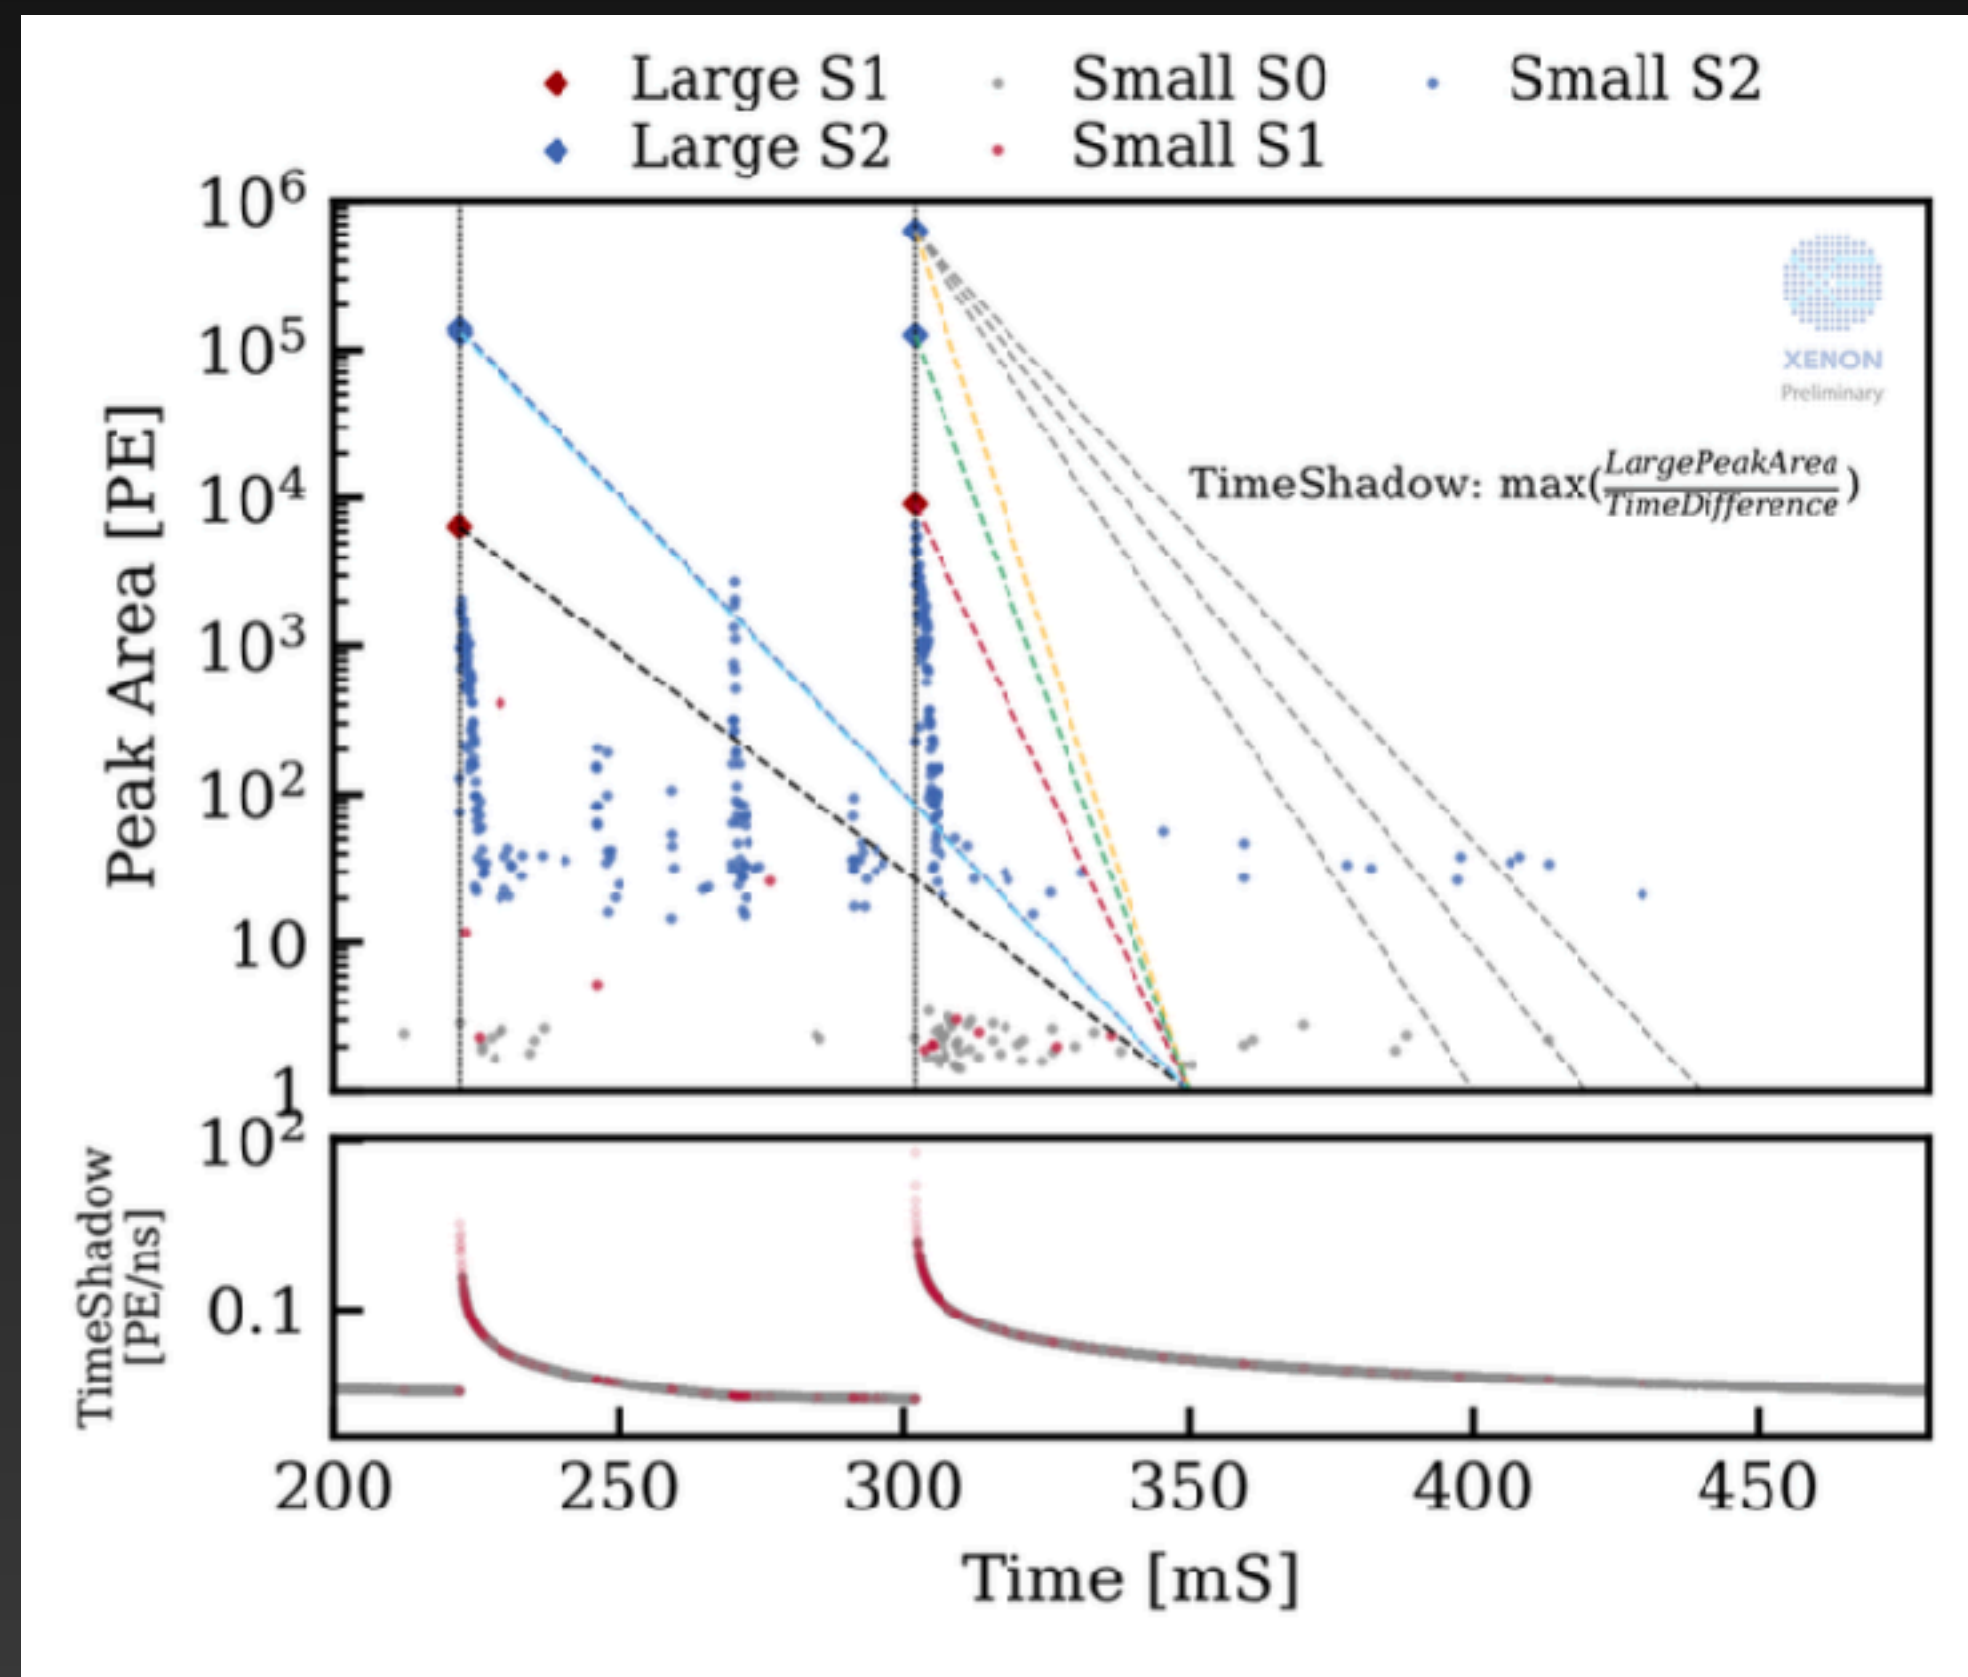 Large S1 Small S0 Small S2
Large S2 Small S1
10⁶
10⁵
10⁴
10³
10²
10
1
Peak Area [PE]
XENON
Preliminary
TimeShadow: max(LargePeakArea/TimeDifference)
10²
0.1
TimeShadow
[PE/ns]
200 250 300 350 400 450
Time [mS]